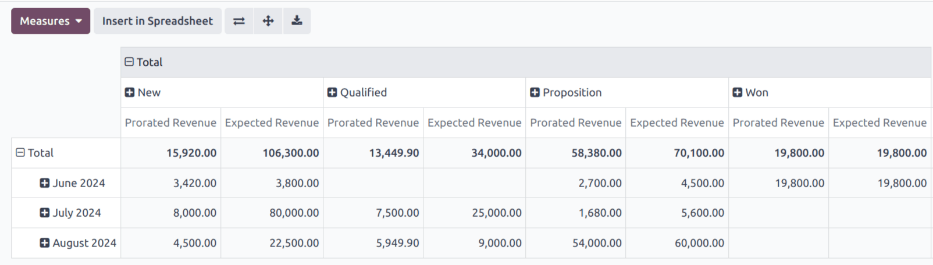 Measures Insert in Spreadsheet
Total
New Qualified Proposition Won
Prorated Revenue Expected Revenue Prorated Revenue Expected Revenue Prorated Revenue Expected Revenue Prorated Revenue Expected Revenue
Total 15,920.00 106,300.00 13,449.90 34,000.00 58,380.00 70,100.00 19,800.00 19,800.00
June 2024 3,420.00 3,800.00 2,700.00 4,500.00 19,800.00 19,800.00
July 2024 8,000.00 80,000.00 7,500.00 25,000.00 1,680.00 5,600.00
August 2024 4,500.00 22,500.00 5,949.90 9,000.00 54,000.00 60,000.00